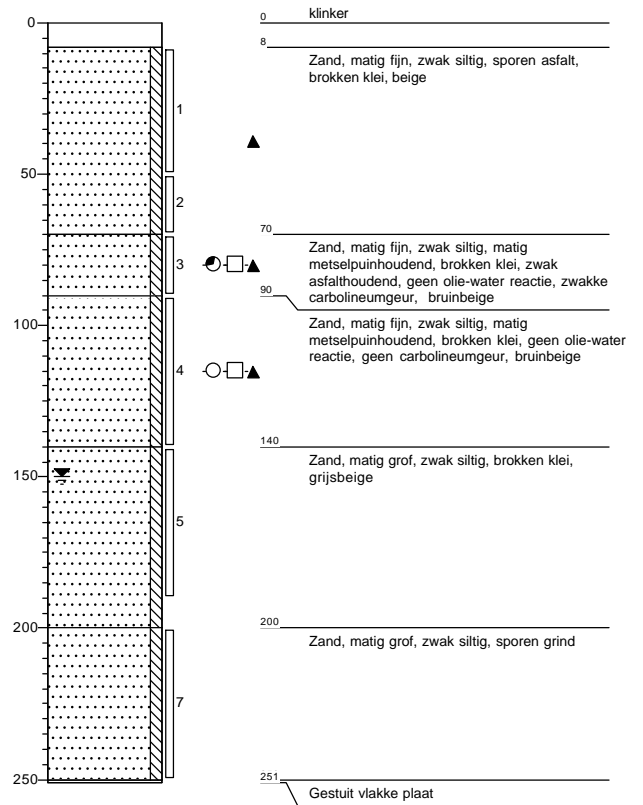 0
0
klinker
8
Zand, matig fijn, zwak siltig, sporen asfalt,
brokken klei, beige
1
50
2
70
Zand, matig fijn, zwak siltig, matig
metselpuinhoudend, brokken klei, zwak
asfalthoudend, geen olie-water reactie, zwakke
carbolineumgeur, bruinbeige
3
90
Zand, matig fijn, zwak siltig, matig
metselpuinhoudend, brokken klei, geen olie-water
reactie, geen carbolineumgeur, bruinbeige
100
4
140
Zand, matig grof, zwak siltig, brokken klei,
grijsbeige
150
5
200
200
Zand, matig grof, zwak siltig, sporen grind
7
250
251
Gestuit vlakke plaat